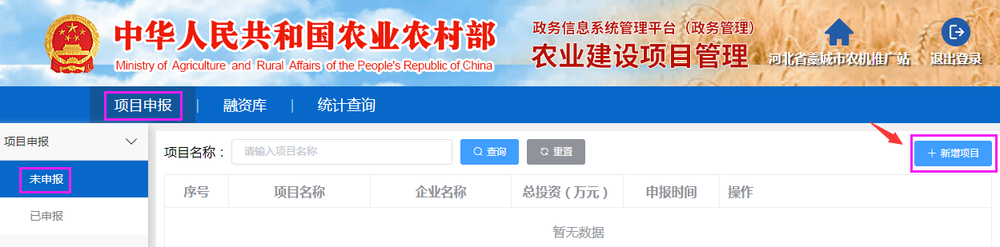 中华人民共和国农业农村部
Ministry of Agriculture and Rural Affairs of the People's Republic of China
政务信息系统管理平台（政务管理）
农业建设项目管理
河北省藁城市农机推广站
退出登录
项目申报 | 融资库 | 统计查询
项目申报
未申报
已申报
项目名称： 请输入项目名称 查询 重置 + 新增项目
序号 项目名称 企业名称 总投资（万元） 申报时间 操作
暂无数据